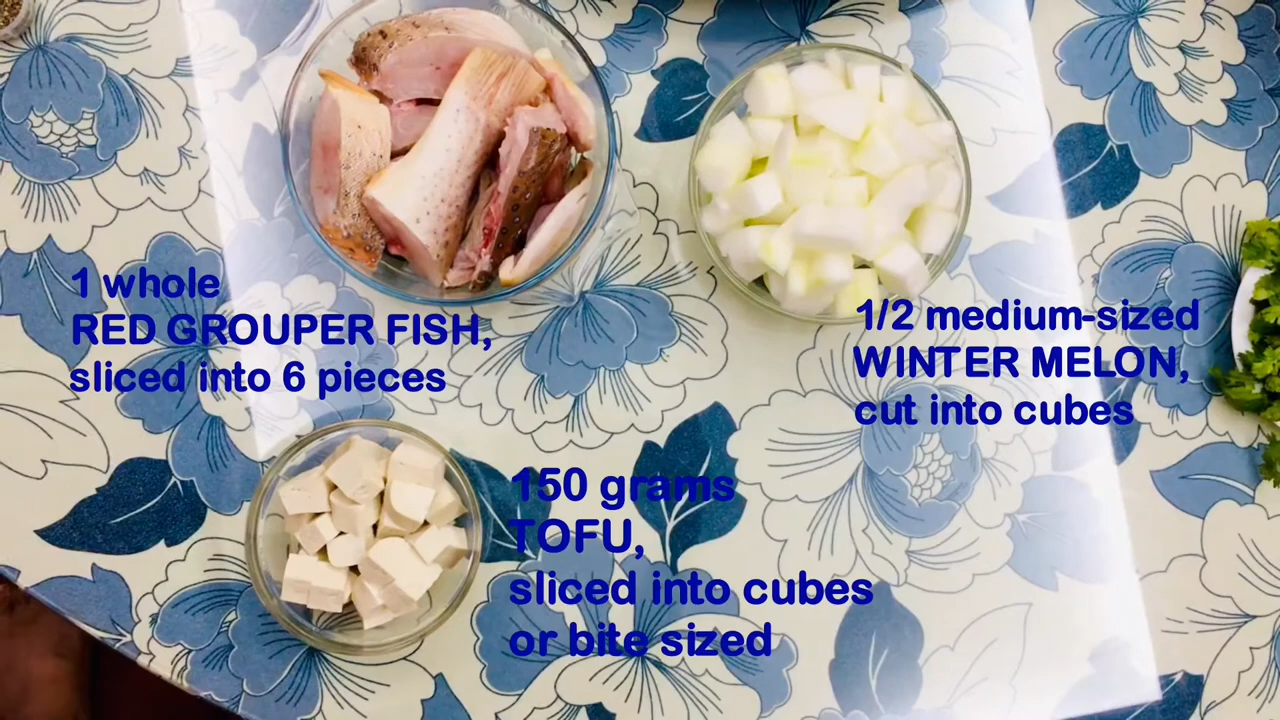 1 whole
RED GROUPER FISH,
sliced into 6 pieces
1/2 medium-sized
WINTER MELON,
cut into cubes
150 grams
TOFU,
sliced into cubes
or bite sized